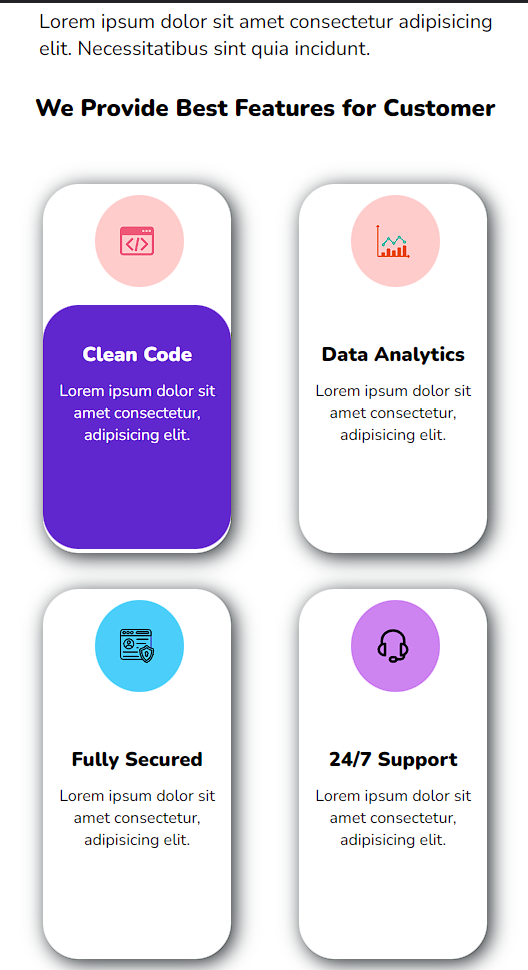 Lorem ipsum dolor sit amet consectetur adipisicing
elit. Necessitatibus sint quia incidunt.
We Provide Best Features for Customer
Clean Code
Lorem ipsum dolor sit
amet consectetur,
adipisicing elit.
Data Analytics
Lorem ipsum dolor sit
amet consectetur,
adipisicing elit.
Fully Secured
Lorem ipsum dolor sit
amet consectetur,
adipisicing elit.
24/7 Support
Lorem ipsum dolor sit
amet consectetur,
adipisicing elit.